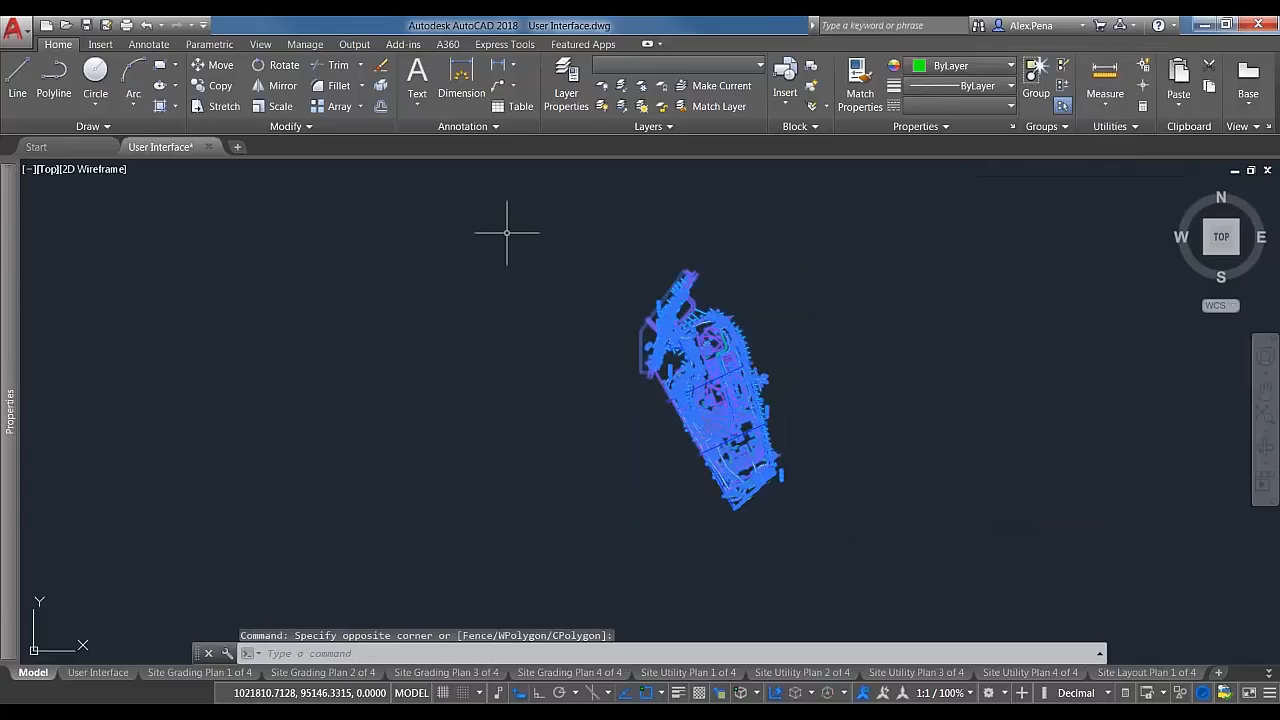 Autodesk AutoCAD 2018 User Interface.dwg Type a keyword or phrase Alex.Pena
Home Insert Annotate Parametric View Manage Output Add-ins A360 Express Tools Featured Apps
Line Polyline Circle Arc
Move Rotate Trim
Copy Mirror Fillet
Stretch Scale Array
Text Dimension Table
Layer Properties
Make Current
Match Layer
Insert
Match Properties
ByLayer
ByLayer
Group
Measure
Paste
Base
Draw Modify Annotation Layers Block Properties Groups Utilities Clipboard View
Start User Interface*
[−][Top][2D Wireframe]
N
W TOP E
S
WCS
Properties
Y
X
Command: Specify opposite corner or [Fence/WPolygon/CPolygon]:
Type a command
Model User Interface Site Grading Plan 1 of 4 Site Grading Plan 2 of 4 Site Grading Plan 3 of 4 Site Grading Plan 4 of 4 Site Utility Plan 1 of 4 Site Utility Plan 2 of 4 Site Utility Plan 3 of 4 Site Utility Plan 4 of 4 Site Layout Plan 1 of 4
1021810.7128, 95146.3315, 0.0000 MODEL 1:1 / 100% Decimal